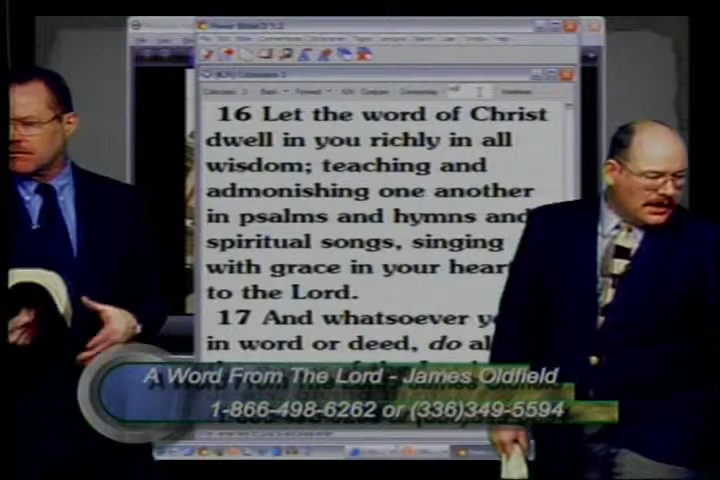 16 Let the word of Christ
dwell in you richly in all
wisdom; teaching and
admonishing one another
in psalms and hymns and
spiritual songs, singing
with grace in your hear
to the Lord.
17 And whatsoever y
in word or deed, do al
A Word From The Lord - James Oldfield
1-866-498-6262 or (336)349-5594